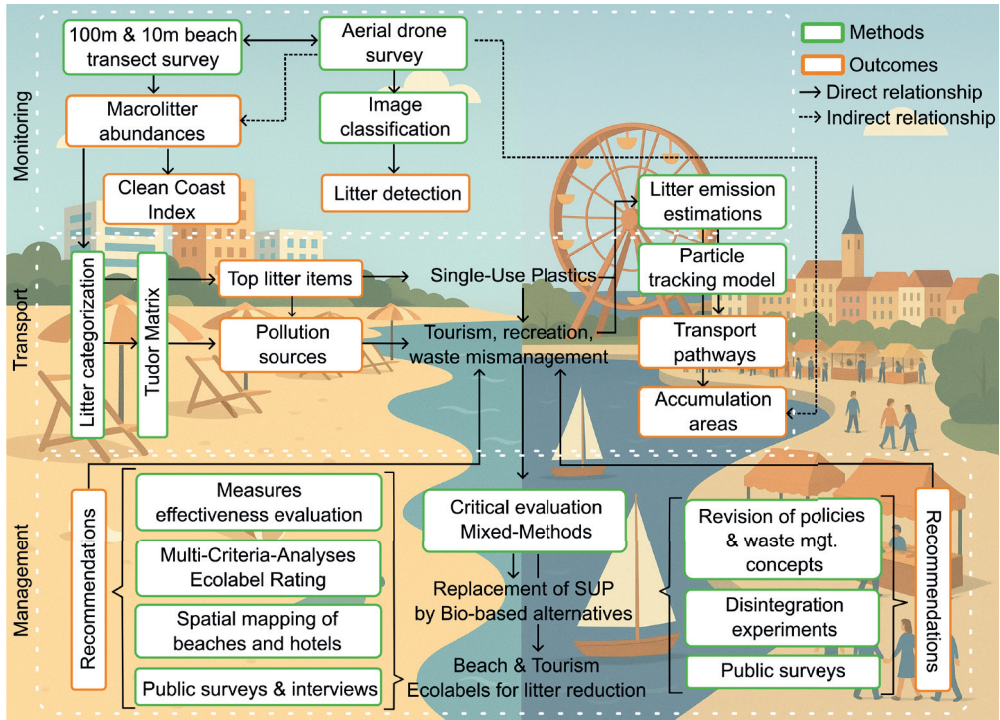 100m & 10m beach
transect survey
Aerial drone
survey
Methods
Outcomes
Direct relationship
Indirect relationship
Monitoring
Macrolitter
abundances
Image
classification
Clean Coast
Index
Litter detection
Litter emission
estimations
Transport
Litter categorization
Tudor Matrix
Top litter items
Single-Use Plastics
Particle
tracking model
Pollution
sources
Tourism, recreation,
waste mismanagement
Transport
pathways
Accumulation
areas
Management
Recommendations
Measures
effectiveness evaluation
Multi-Criteria-Analyses
Ecolabel Rating
Spatial mapping of
beaches and hotels
Public surveys & interviews
Critical evaluation
Mixed-Methods
Replacement of SUP
by Bio-based alternatives
Beach & Tourism
Ecolabels for litter reduction
Revision of policies
& waste mgt.
concepts
Disintegration
experiments
Public surveys
Recommendations